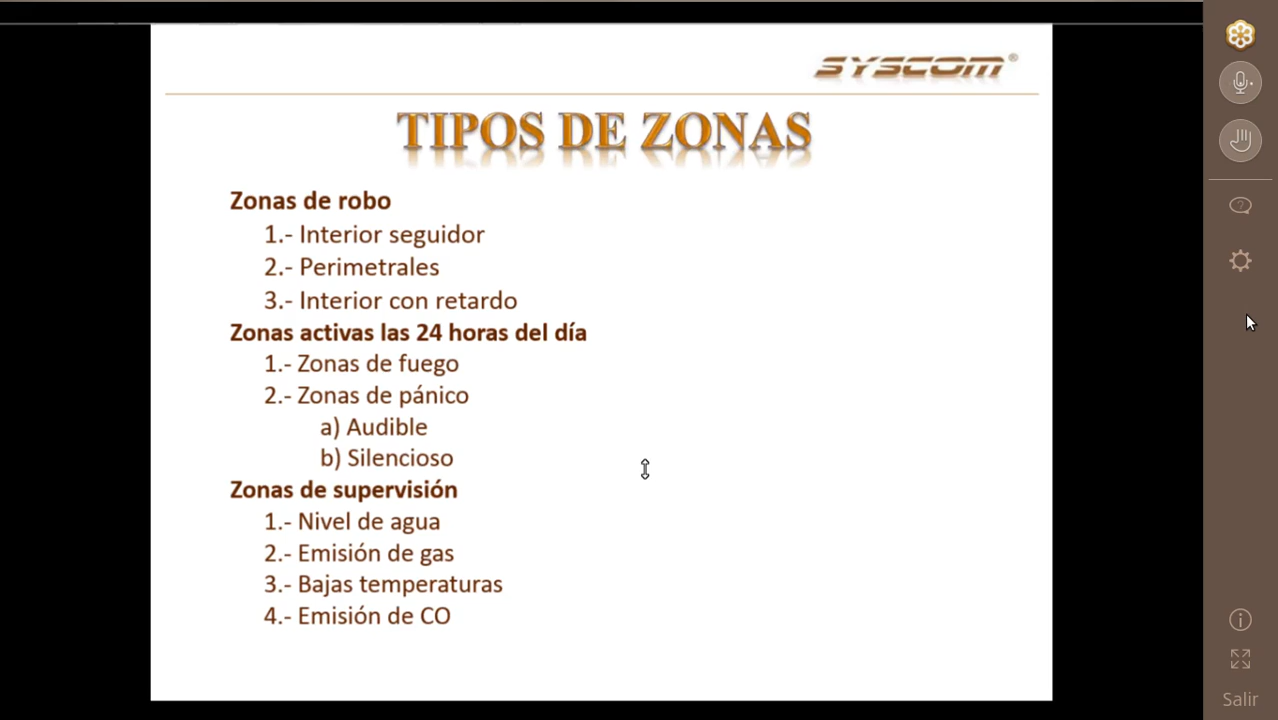 SYSCOM®
TIPOS DE ZONAS
Zonas de robo
1.- Interior seguidor
2.- Perimetrales
3.- Interior con retardo
Zonas activas las 24 horas del día
1.- Zonas de fuego
2.- Zonas de pánico
a) Audible
b) Silencioso
Zonas de supervisión
1.- Nivel de agua
2.- Emisión de gas
3.- Bajas temperaturas
4.- Emisión de CO
Salir